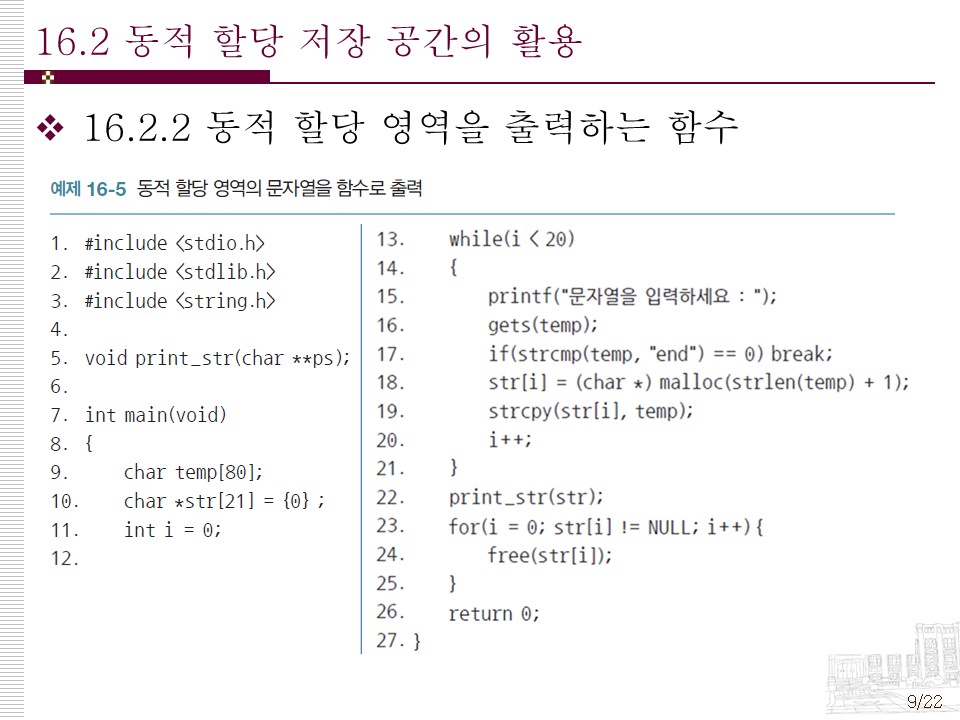 16.2 동적 할당 저장 공간의 활용
16.2.2 동적 할당 영역을 출력하는 함수
예제 16-5 동적 할당 영역의 문자열을 함수로 출력
1. #include <stdio.h>
2. #include <stdlib.h>
3. #include <string.h>
4.
5. void print_str(char **ps);
6.
7. int main(void)
8. {
9. char temp[80];
10. char *str[21] = {0} ;
11. int i = 0;
12.
13. while(i < 20)
14. {
15. printf("문자열을 입력하세요 : ");
16. gets(temp);
17. if(strcmp(temp, "end") == 0) break;
18. str[i] = (char *) malloc(strlen(temp) + 1);
19. strcpy(str[i], temp);
20. i++;
21. }
22. print_str(str);
23. for(i = 0; str[i] != NULL; i++) {
24. free(str[i]);
25. }
26. return 0;
27. }
9/22